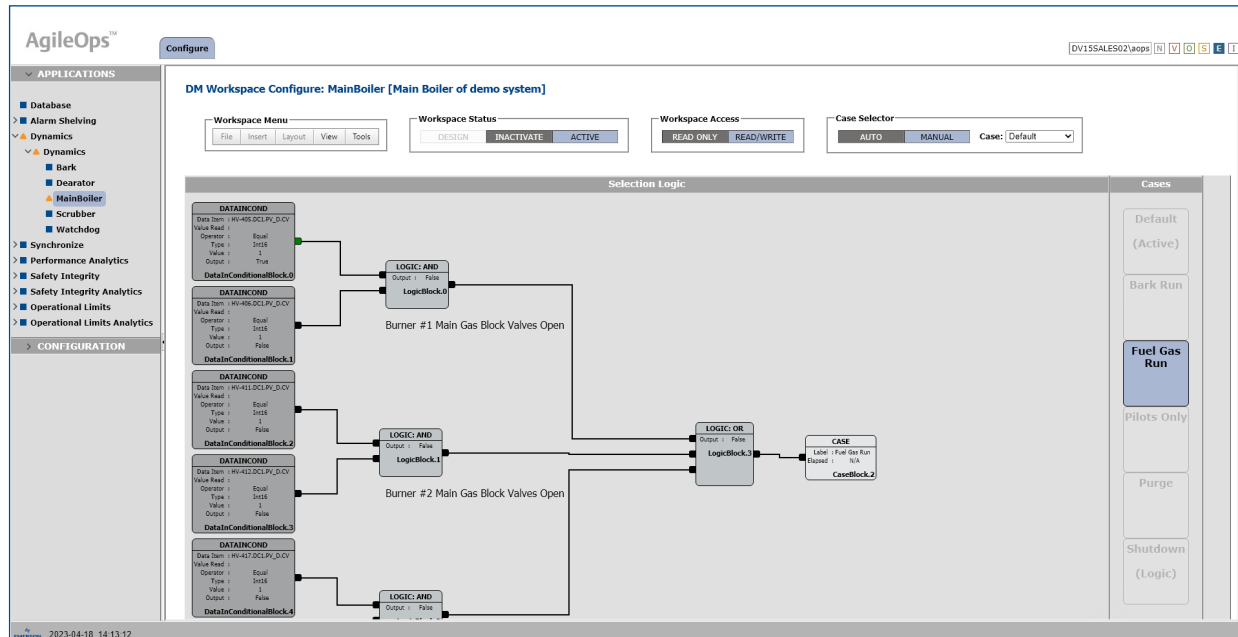 AgileOps™
Configure
DV15SALES02\aops N V O S E I
APPLICATIONS
Database
Alarm Shelving
Dynamics
Dynamics
Bark
Dearator
MainBoiler
Scrubber
Watchdog
Synchronize
Performance Analytics
Safety Integrity
Safety Integrity Analytics
Operational Limits
Operational Limits Analytics
CONFIGURATION
DM Workspace Configure: MainBoiler [Main Boiler of demo system]
Workspace Menu
File Insert Layout View Tools
Workspace Status
DESIGN INACTIVATE ACTIVE
Workspace Access
READ ONLY READ/WRITE
Case Selector
AUTO MANUAL Case: Default
Selection Logic
DATAINCOND
Data Item : HV-405.DC1.PV_D.CV
Value Read :
Operator : Equal
Type : Int16
Value : 1
Output : True
DataInConditionalBlock.0
DATAINCOND
Data Item : HV-406.DC1.PV_D.CV
Value Read :
Operator : Equal
Type : Int16
Value : 1
Output : False
DataInConditionalBlock.1
LOGIC: AND
Output : False
LogicBlock.0
Burner #1 Main Gas Block Valves Open
DATAINCOND
Data Item : HV-411.DC1.PV_D.CV
Value Read :
Operator : Equal
Type : Int16
Value : 1
Output : False
DataInConditionalBlock.2
DATAINCOND
Data Item : HV-412.DC1.PV_D.CV
Value Read :
Operator : Equal
Type : Int16
Value : 1
Output : False
DataInConditionalBlock.3
LOGIC: AND
Output : False
LogicBlock.1
Burner #2 Main Gas Block Valves Open
DATAINCOND
Data Item : HV-417.DC1.PV_D.CV
Value Read :
Operator : Equal
Type : Int16
Value : 1
Output : False
DataInConditionalBlock.4
LOGIC: AND
Output : False
LOGIC: OR
Output : False
LogicBlock.3
CASE
Label : Fuel Gas Run
Elapsed : N/A
CaseBlock.2
Cases
Default
(Active)
Bark Run
Fuel Gas
Run
Pilots Only
Purge
Shutdown
(Logic)
EMERSON 2023-04-18 14:13:12